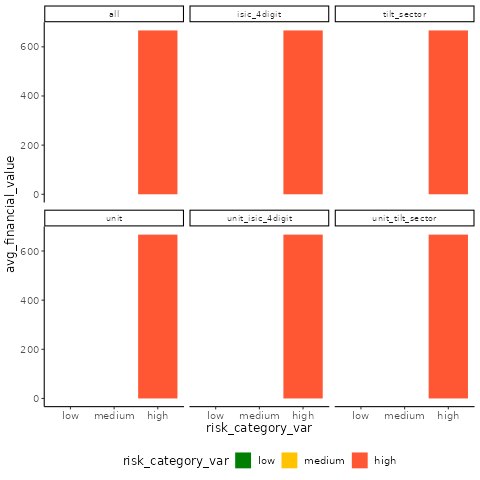 all isic_4digit tilt_sector
600
400
200
0
unit unit_isic_4digit unit_tilt_sector
600
400
200
0
avg_financial_value
low medium high low medium high low medium high
risk_category_var
risk_category_var low medium high